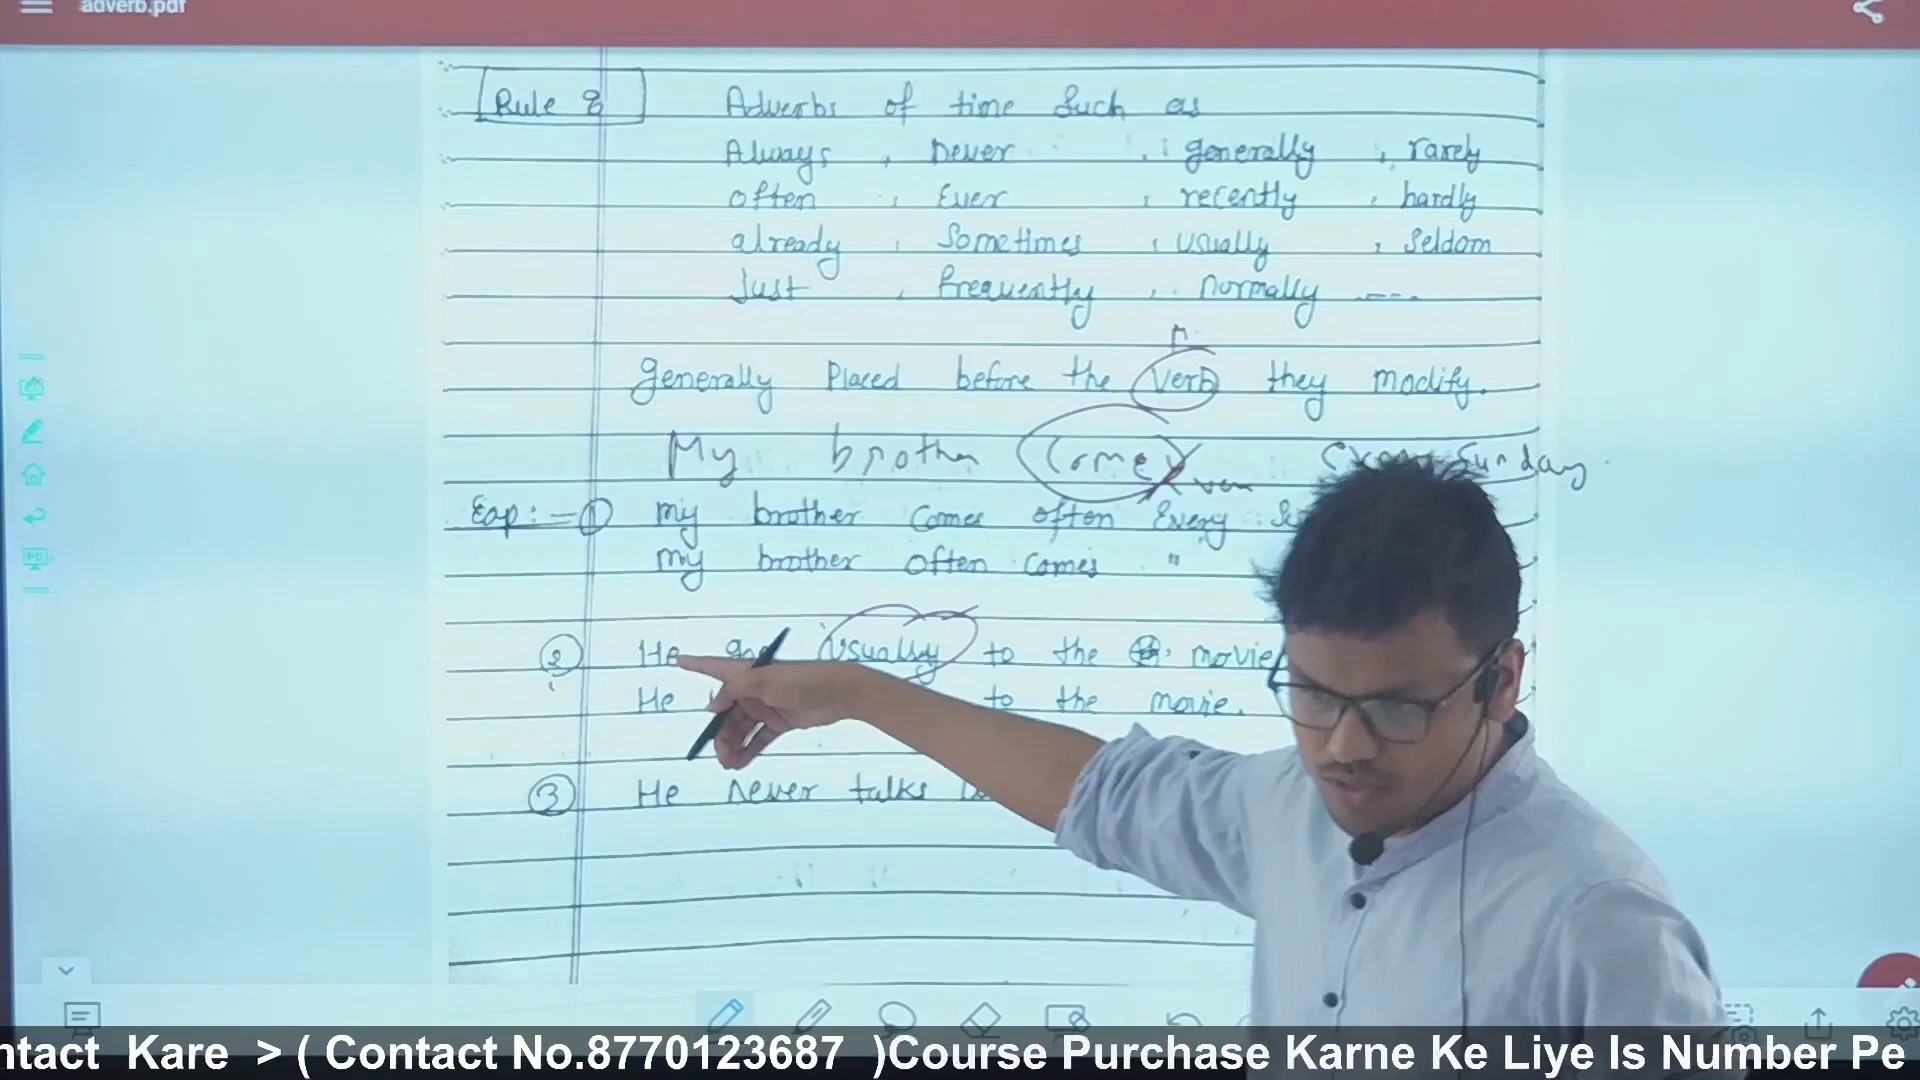 adverb.pdf
Rule 8 Adverbs of time such as
Always , never , generally , rarely
often , Ever , recently , hardly
already , Sometimes , usually , seldom
Just , frequently , normally ----
generally placed before the verb they modify.
My brother comes Sunday
Exp:- ① my brother comes often Every
my brother often comes "
② He goes usually to the movie
He to the movie.
③ He never talks
ntact Kare > ( Contact No.8770123687 )Course Purchase Karne Ke Liye Is Number Pe